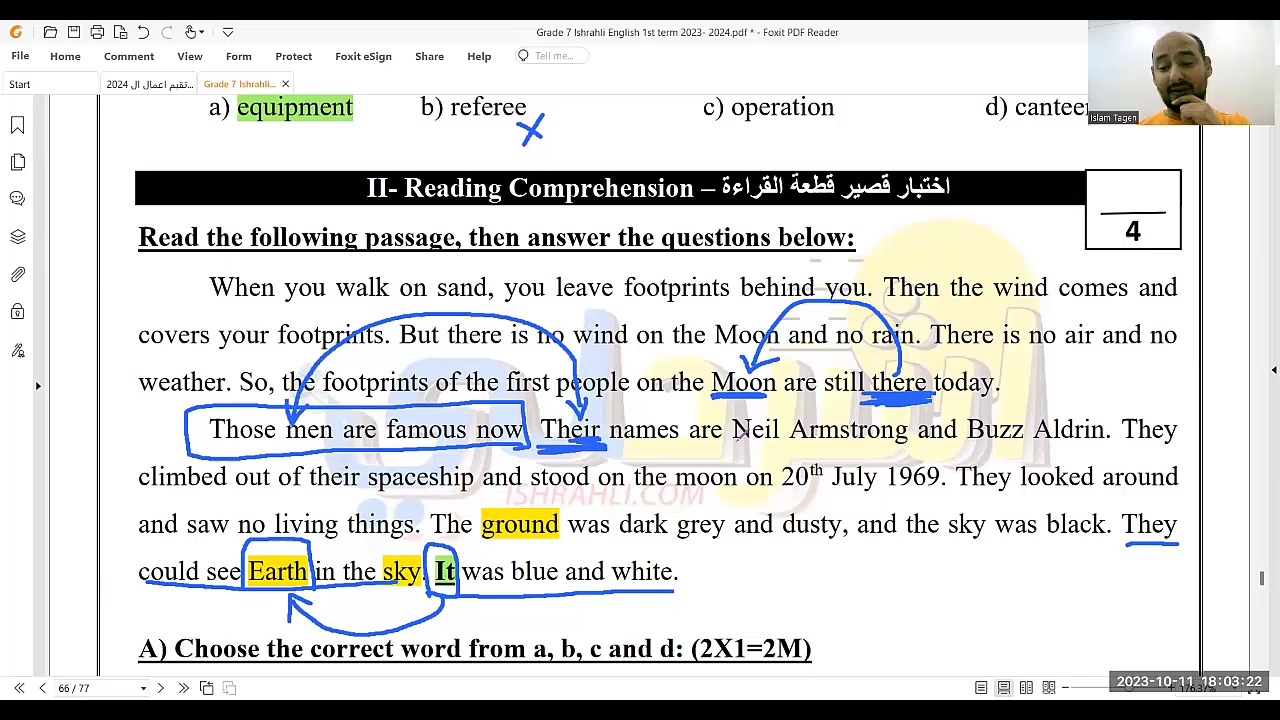 Grade 7 Ishrahli English 1st term 2023- 2024.pdf * - Foxit PDF Reader
File Home Comment View Form Protect Foxit eSign Share Help Tell me...
Start تقيم اعمال ال 2024 ... Grade 7 Ishrahli English...
a) equipment b) referee c) operation d) cantee
Islam Tagen
II- Reading Comprehension – اختبار قصير قطعة القراءة
4
Read the following passage, then answer the questions below:
When you walk on sand, you leave footprints behind you. Then the wind comes and
covers your footprints. But there is no wind on the Moon and no rain. There is no air and no
weather. So, the footprints of the first people on the Moon are still there today.
Those men are famous now Their names are Neil Armstrong and Buzz Aldrin. They
climbed out of their spaceship and stood on the moon on 20th July 1969. They looked around
ISHRAHLI.COM
and saw no living things. The ground was dark grey and dusty, and the sky was black. They
could see Earth in the sky. It was blue and white.
A) Choose the correct word from a, b, c and d: (2X1=2M)
66 / 77
2023-10-11 18:03:22